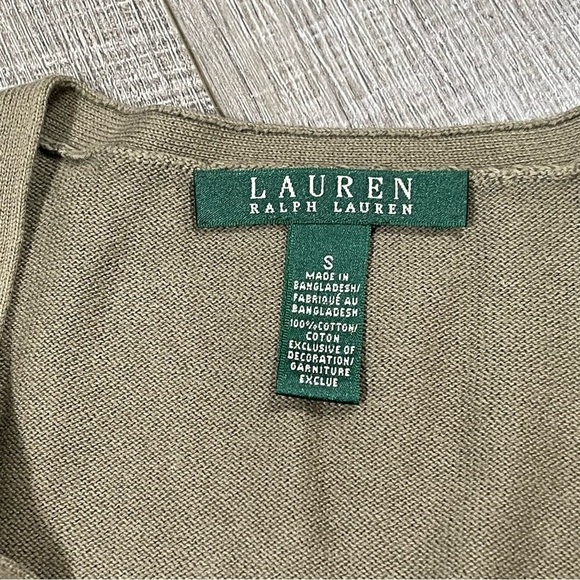 LAUREN
RALPH LAUREN
S
MADE IN
BANGLADESH/
FABRIQUÉ AU
BANGLADESH
100%COTTON/
COTON
EXCLUSIVE OF
DECORATION/
GARNITURE
EXCLUE